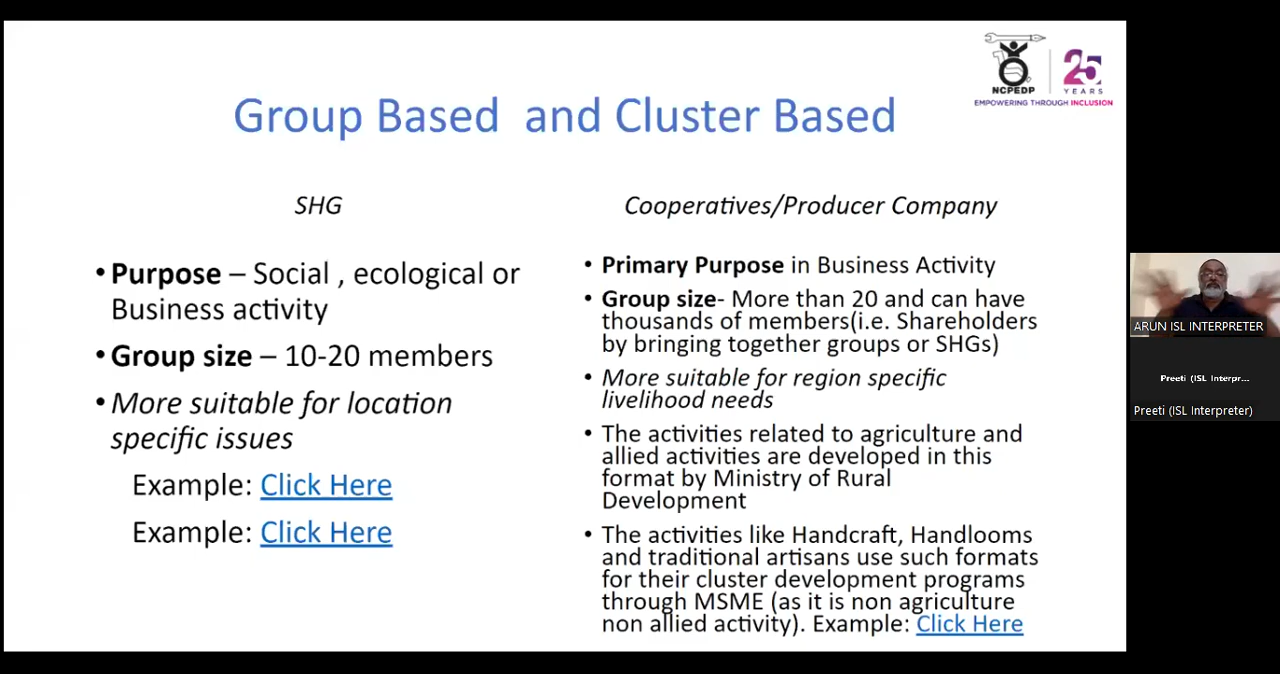 NCPEDP
25
YEARS
EMPOWERING THROUGH INCLUSION
Group Based and Cluster Based
SHG
• Purpose – Social , ecological or
Business activity
• Group size – 10-20 members
• More suitable for location
specific issues
Example: Click Here
Example: Click Here
Cooperatives/Producer Company
• Primary Purpose in Business Activity
• Group size- More than 20 and can have
thousands of members(i.e. Shareholders
by bringing together groups or SHGs)
• More suitable for region specific
livelihood needs
• The activities related to agriculture and
allied activities are developed in this
format by Ministry of Rural
Development
• The activities like Handcraft, Handlooms
and traditional artisans use such formats
for their cluster development programs
through MSME (as it is non agriculture
non allied activity). Example: Click Here
ARUN ISL INTERPRETER
Preeti (ISL Interpr...
Preeti (ISL Interpreter)